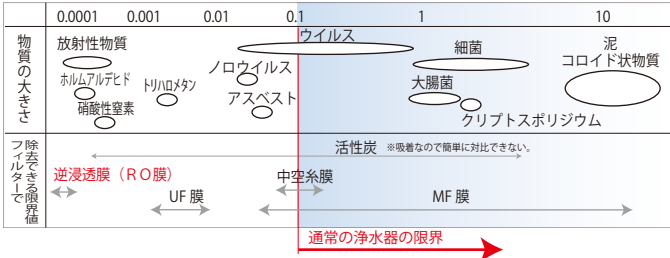 0.0001 0.001 0.01 0.1 1 10
物質の大きさ
放射性物質
ウイルス
細菌
泥
コロイド状物質
ホルムアルデヒド
トリハロメタン
ノロウイルス
大腸菌
硝酸性窒素
アスベスト
クリプトスポリジウム
フィルターで
除去できる限界値
活性炭 ※吸着なので簡単に対比できない。
逆浸透膜(RO膜)
中空糸膜
UF 膜
MF 膜
通常の浄水器の限界